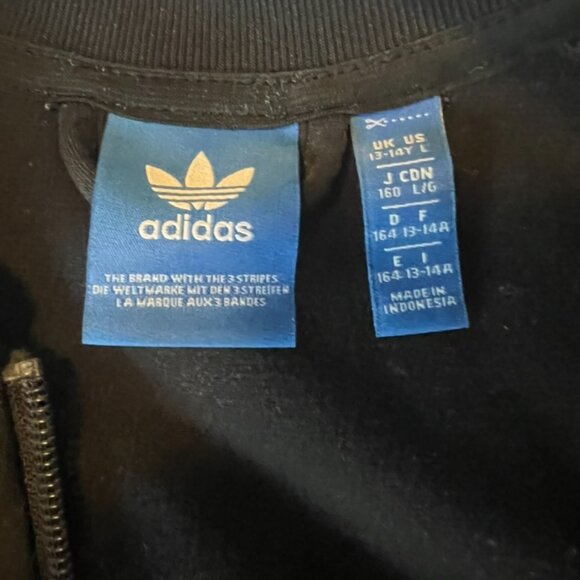 adidas
THE BRAND WITH THE 3 STRIPES
DIE WELTMARKE MIT DEN 3 STREIFEN
LA MARQUE AUX 3 BANDES
UK US
13-14Y L
J CDN
160 L/G
D F
164 13-14A
E I
164 13-14A
MADE IN
INDONESIA